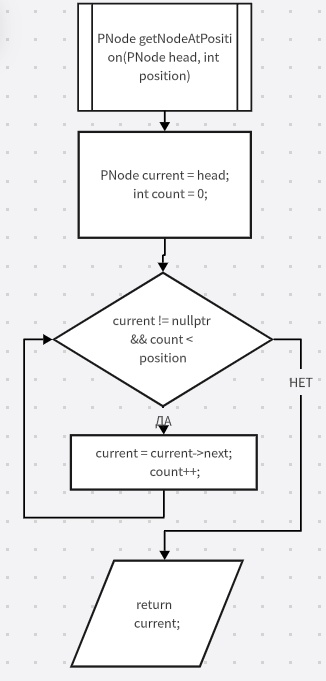 PNode getNodeAtPositi
on(PNode head, int
position)
PNode current = head;
int count = 0;
current != nullptr
&& count <
position
НЕТ
ДА
current = current->next;
count++;
return
current;